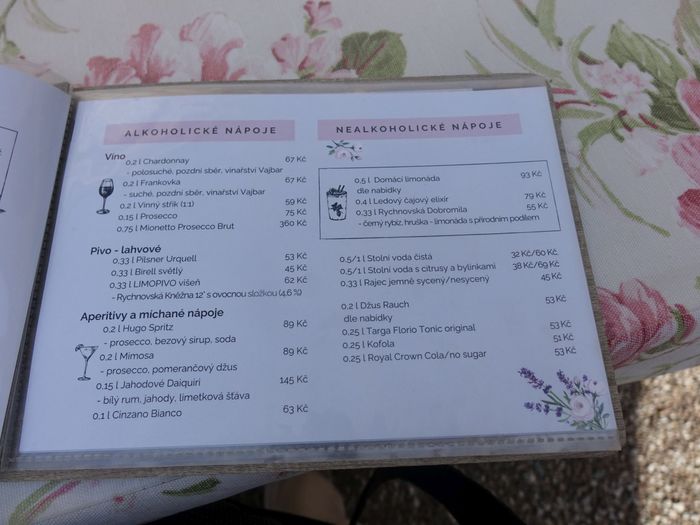 ALKOHOLICKÉ NÁPOJE
Víno
0,2 l Chardonnay 67 Kč
- polosuché, pozdní sběr, vinařství Vajbar
0,2 l Frankovka 67 Kč
- suché, pozdní sběr, vinařství Vajbar
0,2 l Vinný střik (1:1) 59 Kč
0,15 l Prosecco 75 Kč
0,75 l Mionetto Prosecco Brut 360 Kč
Pivo - lahvové
0,33 l Pilsner Urquell 53 Kč
0,33 l Birell světlý 45 Kč
0,33 l LIMOPIVO višeň 62 Kč
- Rychnovská Kněžna 12° s ovocnou složkou (4,6 %)
Aperitivy a míchané nápoje
0,2 l Hugo Spritz 89 Kč
- prosecco, bezový sirup, soda
0,2 l Mimosa 89 Kč
- prosecco, pomerančový džus
0,15 l Jahodové Daiquiri 145 Kč
- bílý rum, jahody, limetková šťáva
0,1 l Cinzano Bianco 63 Kč
NEALKOHOLICKÉ NÁPOJE
0,5 l Domácí limonáda 93 Kč
dle nabídky
0,4 l Ledový čajový elixír 79 Kč
0,33 l Rychnovská Dobromila 55 Kč
- černý rybíz, hruška - limonáda s přírodním podílem
0,5/1 l Stolní voda čistá 32 Kč/60 Kč
0,5/1 l Stolní voda s citrusy a bylinkami 38 Kč/69 Kč
0,33 l Rajec jemně sycený/nesycený 45 Kč
0,2 l Džus Rauch 53 Kč
dle nabídky
0,25 l Targa Florio Tonic original 53 Kč
0,25 l Kofola 51 Kč
0,25 l Royal Crown Cola/no sugar 53 Kč